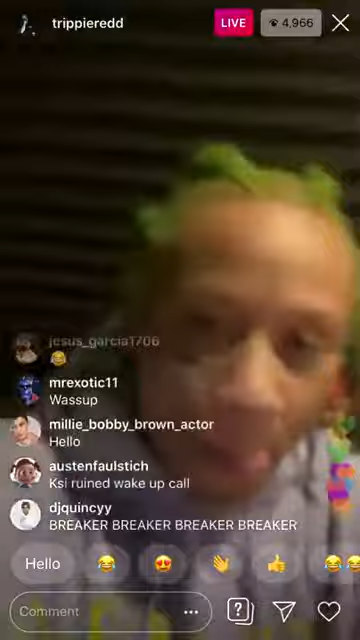 trippieredd
LIVE
4,966
jesus_garcia1706
😂
mrexotic11
Wassup
millie_bobby_brown_actor
Hello
austenfaulstich
Ksi ruined wake up call
djquincyy
BREAKER BREAKER BREAKER BREAKER
Hello 😂 😍 👋 👍 😂😂
Comment